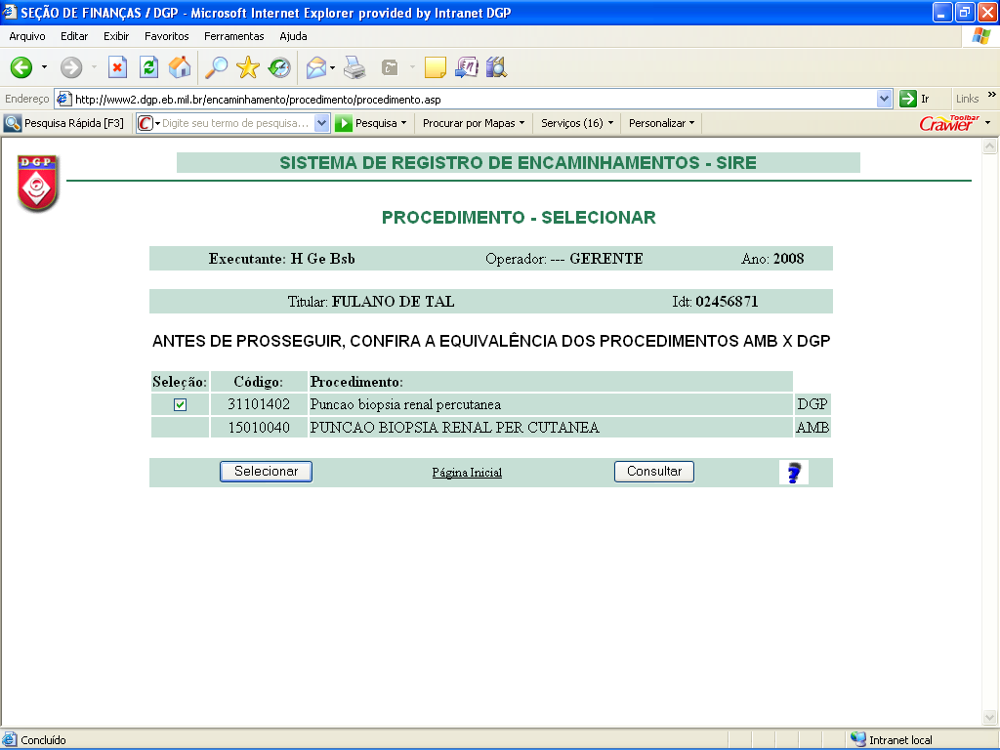 SEÇÃO DE FINANÇAS / DGP - Microsoft Internet Explorer provided by Intranet DGP
Arquivo Editar Exibir Favoritos Ferramentas Ajuda
Endereço http://www2.dgp.eb.mil.br/encaminhamento/procedimento/procedimento.asp Ir Links »
Pesquisa Rápida [F3] Digite seu termo de pesquisa... Pesquisa Procurar por Mapas Serviços (16) Personalizar Crawler Toolbar
DGP
SISTEMA DE REGISTRO DE ENCAMINHAMENTOS - SIRE
PROCEDIMENTO - SELECIONAR
Executante: H Ge Bsb Operador: --- GERENTE Ano: 2008
Titular: FULANO DE TAL Idt: 02456871
ANTES DE PROSSEGUIR, CONFIRA A EQUIVALÊNCIA DOS PROCEDIMENTOS AMB X DGP
Seleção: Código: Procedimento:
31101402 Puncao biopsia renal percutanea DGP
15010040 PUNCAO BIOPSIA RENAL PER CUTANEA AMB
Selecionar Página Inicial Consultar ?
Concluído Intranet local